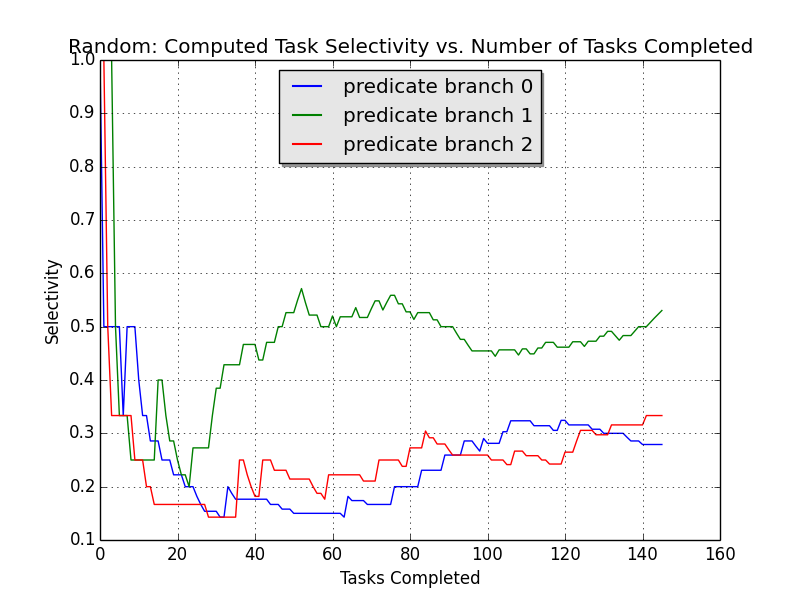 Random: Computed Task Selectivity vs. Number of Tasks Completed
predicate branch 0
predicate branch 1
predicate branch 2
Selectivity
1.0
0.9
0.8
0.7
0.6
0.5
0.4
0.3
0.2
0.1
0 20 40 60 80 100 120 140 160
Tasks Completed